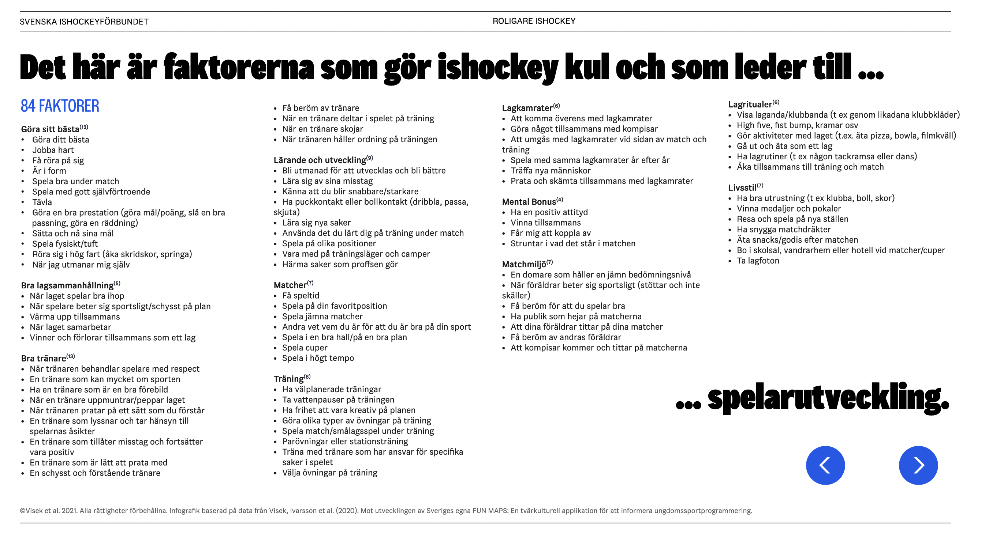 SVENSKA ISHOCKEYFÖRBUNDET
ROLIGARE ISHOCKEY
Det här är faktorerna som gör ishockey kul och som leder till ...
84 FAKTORER
Göra sitt bästa(12)
• Göra ditt bästa
• Jobba hart
• Få röra på sig
• Är i form
• Spela bra under match
• Spela med gott självförtroende
• Tävla
• Göra en bra prestation (göra mål/poäng, slå en bra
passning, göra en räddning)
• Sätta och nå sina mål
• Spela fysiskt/tuft
• Röra sig i hög fart (åka skridskor, springa)
• När jag utmanar mig själv
Bra lagsammanhållning(5)
• När laget spelar bra ihop
• När spelare beter sig sportsligt/schysst på plan
• Värma upp tillsammans
• När laget samarbetar
• Vinner och förlorar tillsammans som ett lag
Bra tränare(13)
• När tränaren behandlar spelare med respect
• En tränare som kan mycket om sporten
• Ha en tränare som är en bra förebild
• När en tränare uppmuntrar/peppar laget
• När tränaren pratar på ett sätt som du förstår
• En tränare som lyssnar och tar hänsyn till
spelarnas åsikter
• En tränare som tillåter misstag och fortsätter
vara positiv
• En tränare som är lätt att prata med
• En schysst och förstående tränare
• Få beröm av tränare
• När en tränare deltar i spelet på träning
• När en tränare skojar
• När tränaren håller ordning på träningen
Lärande och utveckling(9)
• Bli utmanad för att utvecklas och bli bättre
• Lära sig av sina misstag
• Känna att du blir snabbare/starkare
• Ha puckkontakt eller bollkontakt (dribbla, passa,
skjuta)
• Lära sig nya saker
• Använda det du lärt dig på träning under match
• Spela på olika positioner
• Vara med på träningsläger och camper
• Härma saker som proffsen gör
Matcher(7)
• Få speltid
• Spela på din favoritposition
• Spela jämna matcher
• Andra vet vem du är för att du är bra på din sport
• Spela i en bra hall/på en bra plan
• Spela cuper
• Spela i högt tempo
Träning(8)
• Ha välplanerade träningar
• Ta vattenpauser på träningen
• Ha frihet att vara kreativ på planen
• Göra olika typer av övningar på träning
• Spela match/smålagsspel under träning
• Parövningar eller stationsträning
• Träna med tränare som har ansvar för specifika
saker i spelet
• Välja övningar på träning
Lagkamrater(6)
• Att komma överens med lagkamrater
• Göra något tillsammans med kompisar
• Att umgås med lagkamrater vid sidan av match och
träning
• Spela med samma lagkamrater år efter år
• Träffa nya människor
• Prata och skämta tillsammans med lagkamrater
Mental Bonus(4)
• Ha en positiv attityd
• Vinna tillsammans
• Får mig att koppla av
• Struntar i vad det står i matchen
Matchmiljö(7)
• En domare som håller en jämn bedömningsnivå
• När föräldrar beter sig sportsligt (stöttar och inte
skäller)
• Få beröm för att du spelar bra
• Ha publik som hejar på matcherna
• Att dina föräldrar tittar på dina matcher
• Få beröm av andras föräldrar
• Att kompisar kommer och tittar på matcherna
Lagritualer(6)
• Visa laganda/klubbanda (t ex genom likadana klubbkläder)
• High five, fist bump, kramar osv
• Gör aktiviteter med laget (t.ex. äta pizza, bowla, filmkväll)
• Gå ut och äta som ett lag
• Ha lagrutiner (t ex någon tackramsa eller dans)
• Åka tillsammans till träning och match
Livsstil(7)
• Ha bra utrustning (t ex klubba, boll, skor)
• Vinna medaljer och pokaler
• Resa och spela på nya ställen
• Ha snygga matchdräkter
• Äta snacks/godis efter matchen
• Bo i skolsal, vandrarhem eller hotell vid matcher/cuper
• Ta lagfoton
... spelarutveckling.
©Visek et al. 2021. Alla rättigheter förbehållna. Infografik baserad på data från Visek, Ivarsson et al. (2020). Mot utvecklingen av Sveriges egna FUN MAPS: En tvärkulturell applikation för att informera ungdomssportprogrammering.